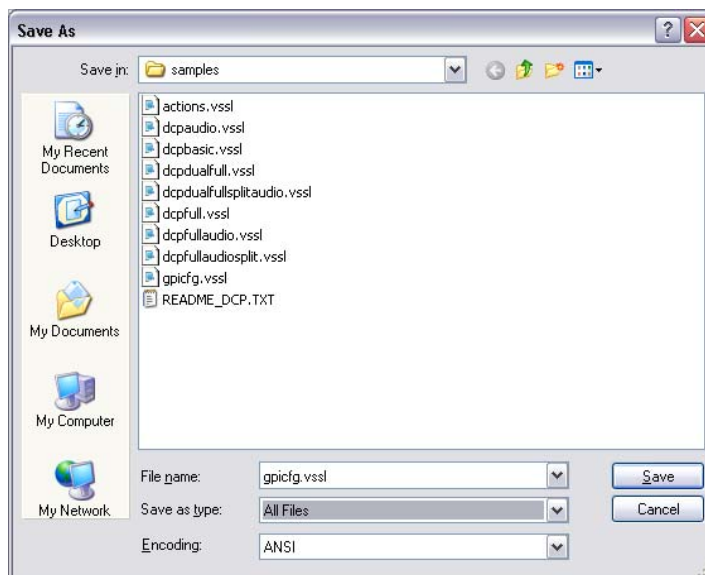 Save As
Save in:
samples
My Recent
Documents
Desktop
My Documents
My Computer
My Network
actions.vssl
dcpaudio.vssl
dcpbasic.vssl
dcpdualfull.vssl
dcpdualfullsplitaudio.vssl
dcpfull.vssl
dcpfullaudio.vssl
dcpfullaudiosplit.vssl
gpicfg.vssl
README_DCP.TXT
File name:
gpicfg.vssl
Save
Save as type:
All Files
Cancel
Encoding:
ANSI